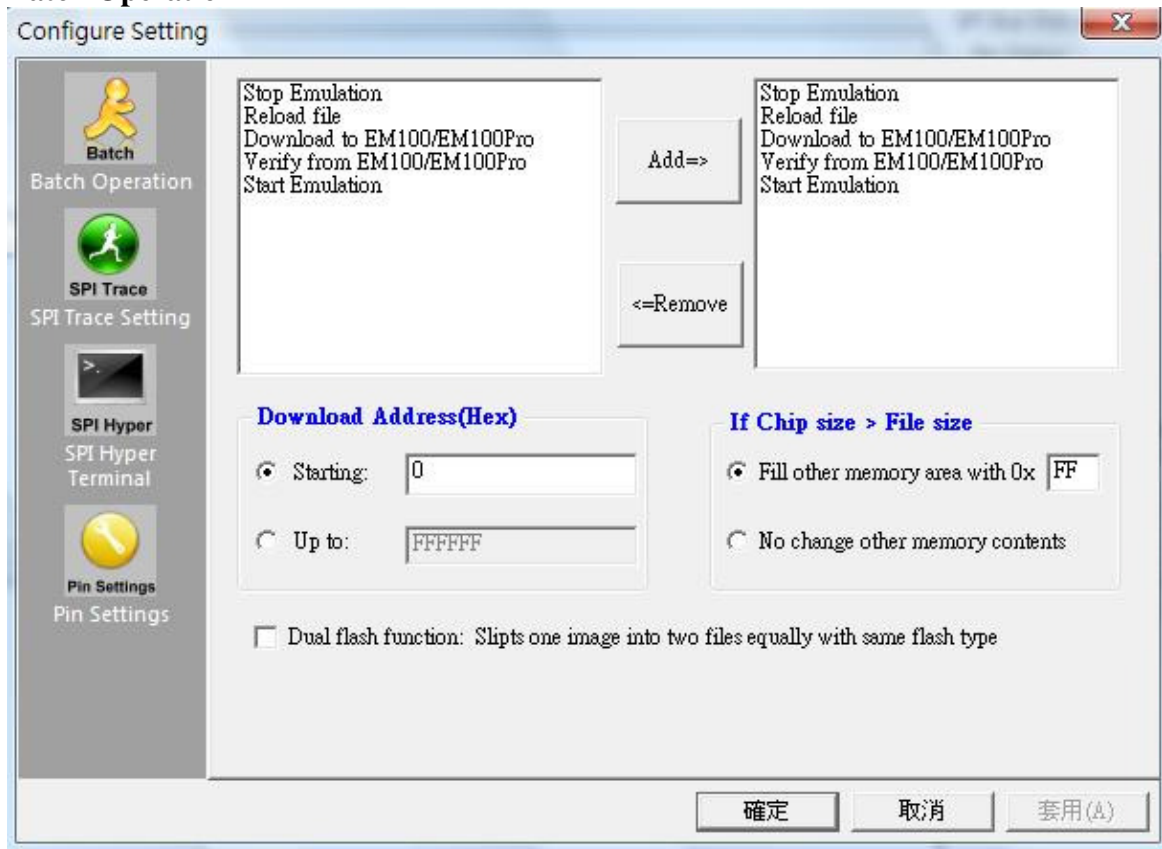 Batch Operation
Configure Setting
Batch
Batch Operation
SPI Trace
SPI Trace Setting
>.
SPI Hyper
SPI Hyper
Terminal
Pin Settings
Pin Settings
Stop Emulation
Reload file
Download to EM100/EM100Pro
Verify from EM100/EM100Pro
Start Emulation
Add=>
<=Remove
Stop Emulation
Reload file
Download to EM100/EM100Pro
Verify from EM100/EM100Pro
Start Emulation
Download Address(Hex)
Starting: 0
Up to: FFFFFF
If Chip size > File size
Fill other memory area with 0x FF
No change other memory contents
Dual flash function: Slipts one image into two files equally with same flash type
確定 取消 套用(A)